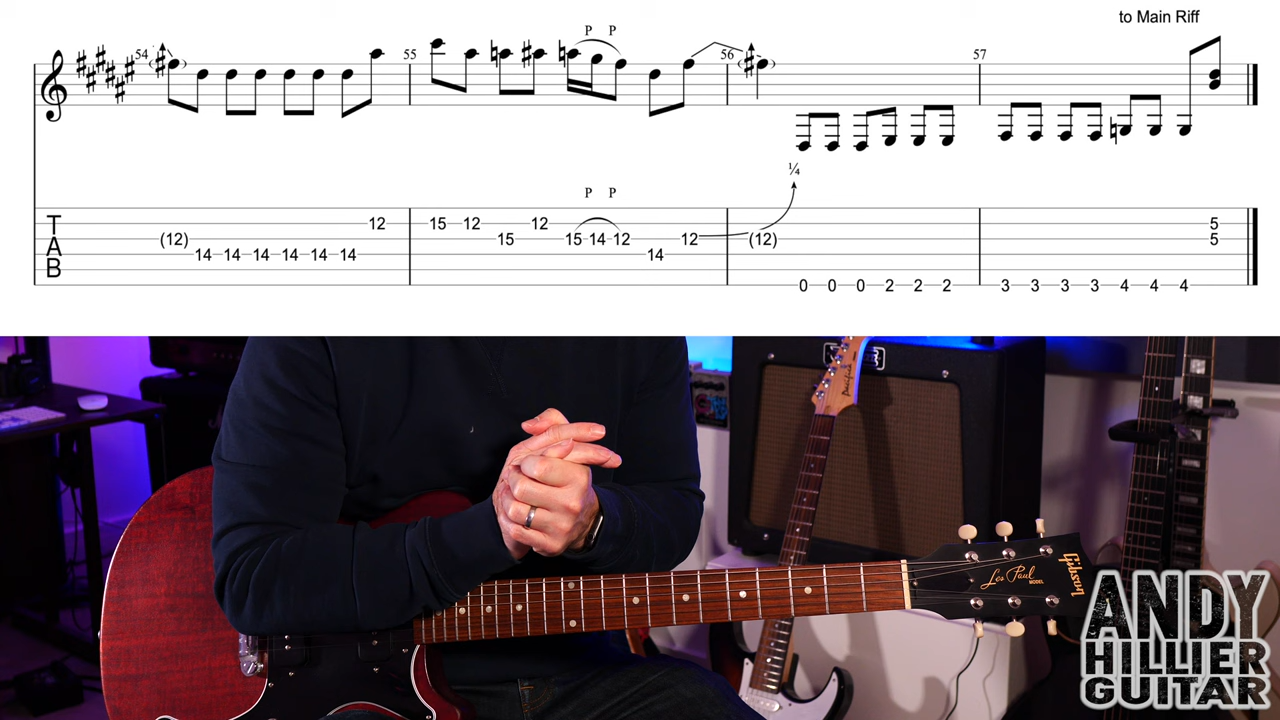 to Main Riff
54 55 56 57
P P
¼
P P
T A B
(12) 14 14 14 14 14 14 12
15 12 15 12 15 14 12 14 12
(12) 0 0 0 2 2 2
3 3 3 3 4 4 4 5 5
Pacifica
Gibson
Les Paul
MODEL
ANDY
HILLIER
GUITAR